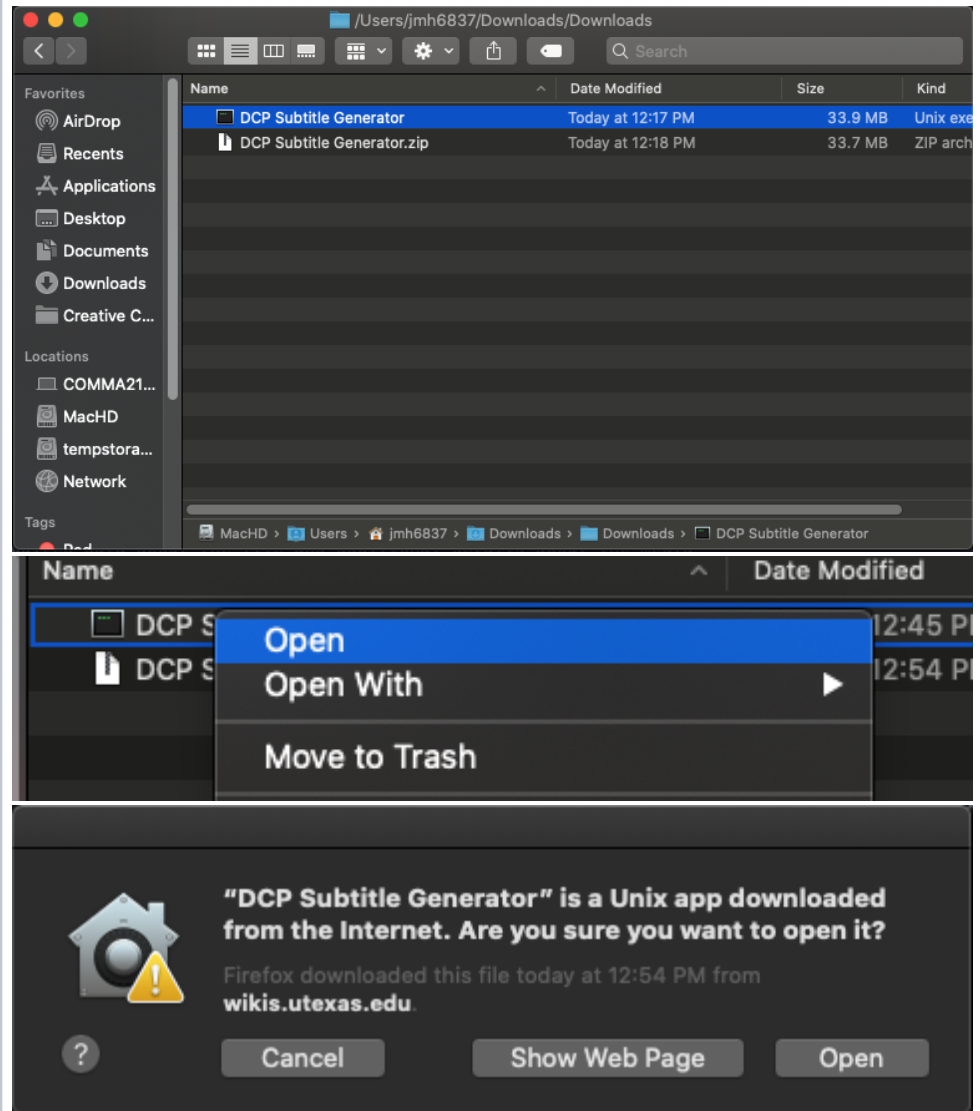 /Users/jmh6837/Downloads/Downloads
Search
Favorites
AirDrop
Recents
Applications
Desktop
Documents
Downloads
Creative C...
Locations
COMMA21...
MacHD
tempstora...
Network
Tags
Name Date Modified Size Kind
DCP Subtitle Generator Today at 12:17 PM 33.9 MB Unix exe
DCP Subtitle Generator.zip Today at 12:18 PM 33.7 MB ZIP arch
MacHD › Users › jmh6837 › Downloads › Downloads › DCP Subtitle Generator
Name Date Modified
DCP S 12:45 P
DCP S 12:54 P
Open
Open With
Move to Trash
“DCP Subtitle Generator” is a Unix app downloaded
from the Internet. Are you sure you want to open it?
Firefox downloaded this file today at 12:54 PM from
wikis.utexas.edu.
? Cancel Show Web Page Open